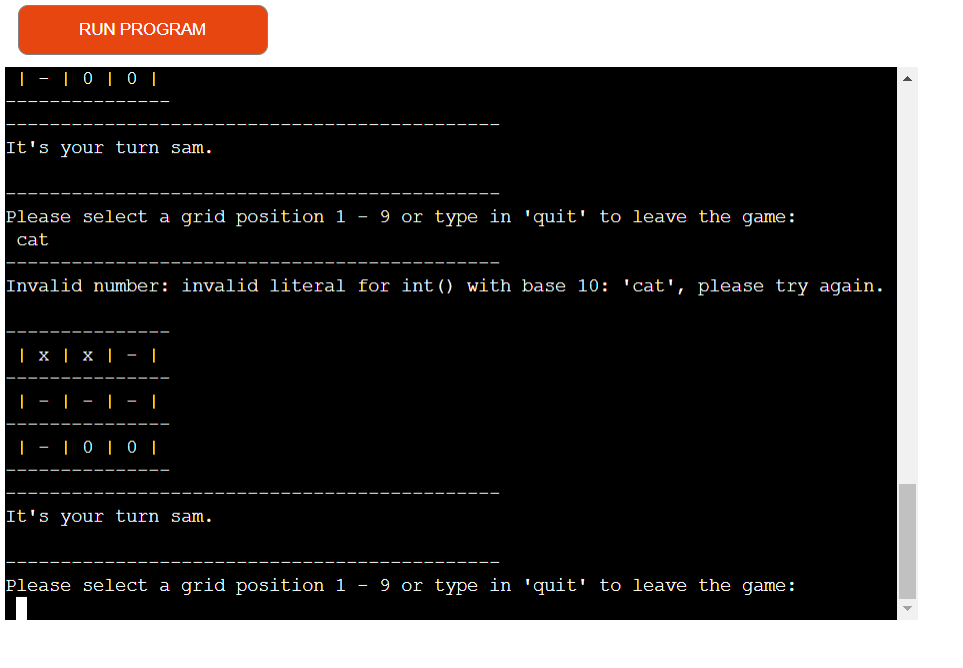 RUN PROGRAM
| - | 0 | 0 |
---------------
---------------------------------------------
It's your turn sam.
---------------------------------------------
Please select a grid position 1 - 9 or type in 'quit' to leave the game:
cat
---------------------------------------------
Invalid number: invalid literal for int() with base 10: 'cat', please try again.
---------------
| x | x | - |
---------------
| - | - | - |
---------------
| - | 0 | 0 |
---------------
---------------------------------------------
It's your turn sam.
---------------------------------------------
Please select a grid position 1 - 9 or type in 'quit' to leave the game: